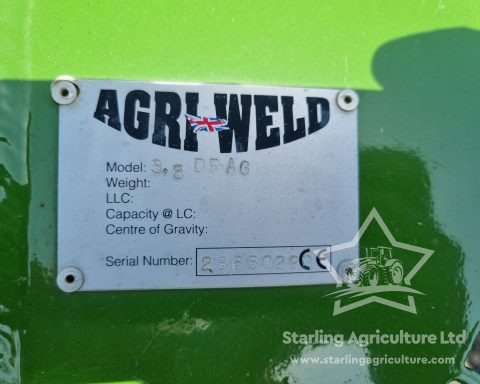 AGRI-WELD
Model: 3.5 DRAG
Weight:
LLC:
Capacity @ LC:
Centre of Gravity:
Serial Number: 2365029 CE
Starling Agriculture Ltd
www.starlingagriculture.com